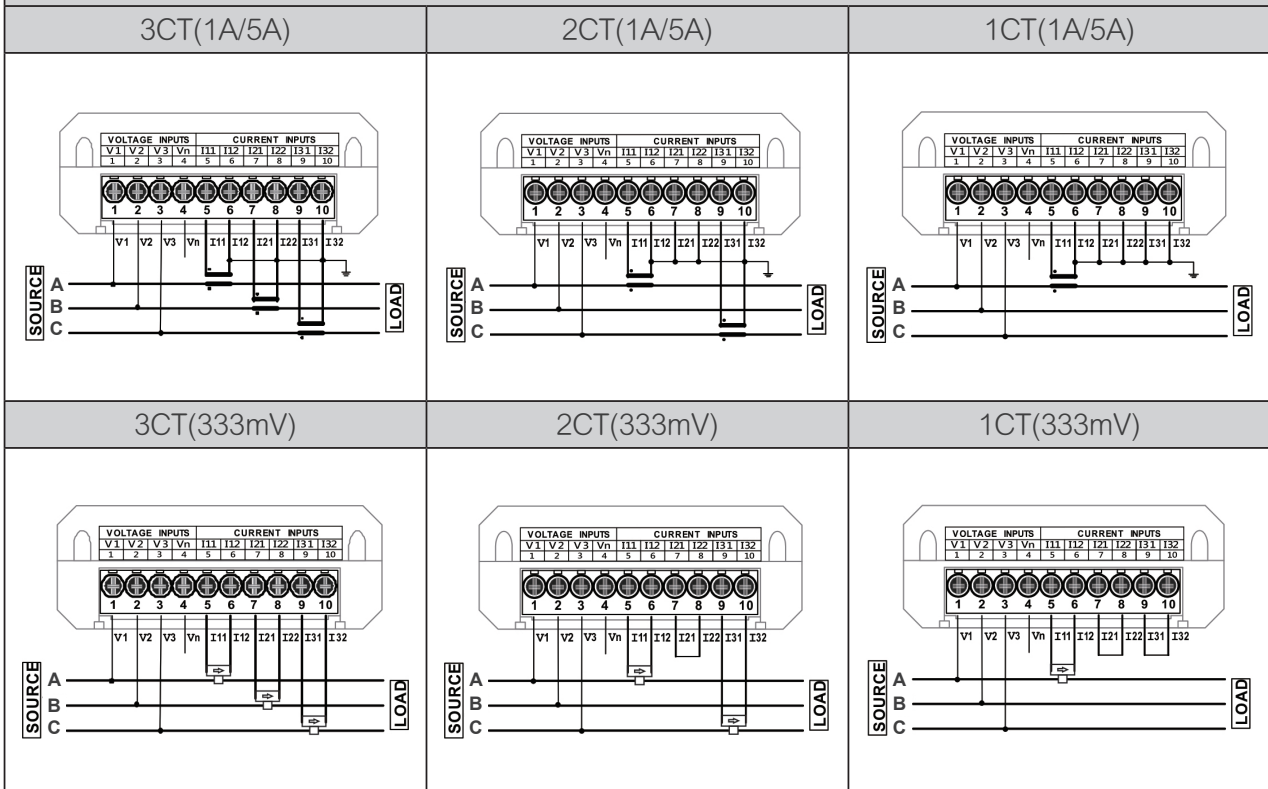 3CT(1A/5A) 2CT(1A/5A) 1CT(1A/5A)
VOLTAGE INPUTS CURRENT INPUTS VOLTAGE INPUTS CURRENT INPUTS VOLTAGE INPUTS CURRENT INPUTS
V1 V2 V3 Vn I11 I12 I21 I22 I31 I32 V1 V2 V3 Vn I11 I12 I21 I22 I31 I32 V1 V2 V3 Vn I11 I12 I21 I22 I31 I32
1 2 3 4 5 6 7 8 9 10 1 2 3 4 5 6 7 8 9 10 1 2 3 4 5 6 7 8 9 10
1 2 3 4 5 6 7 8 9 10 1 2 3 4 5 6 7 8 9 10 1 2 3 4 5 6 7 8 9 10
V1 V2 V3 Vn I11 I12 I21 I22 I31 I32 V1 V2 V3 Vn I11 I12 I21 I22 I31 I32 V1 V2 V3 Vn I11 I12 I21 I22 I31 I32
SOURCE A B C LOAD SOURCE A B C LOAD SOURCE A B C LOAD
3CT(333mV) 2CT(333mV) 1CT(333mV)
VOLTAGE INPUTS CURRENT INPUTS VOLTAGE INPUTS CURRENT INPUTS VOLTAGE INPUTS CURRENT INPUTS
V1 V2 V3 Vn I11 I12 I21 I22 I31 I32 V1 V2 V3 Vn I11 I12 I21 I22 I31 I32 V1 V2 V3 Vn I11 I12 I21 I22 I31 I32
1 2 3 4 5 6 7 8 9 10 1 2 3 4 5 6 7 8 9 10 1 2 3 4 5 6 7 8 9 10
1 2 3 4 5 6 7 8 9 10 1 2 3 4 5 6 7 8 9 10 1 2 3 4 5 6 7 8 9 10
V1 V2 V3 Vn I11 I12 I21 I22 I31 I32 V1 V2 V3 Vn I11 I12 I21 I22 I31 I32 V1 V2 V3 Vn I11 I12 I21 I22 I31 I32
SOURCE A B C LOAD SOURCE A B C LOAD SOURCE A B C LOAD